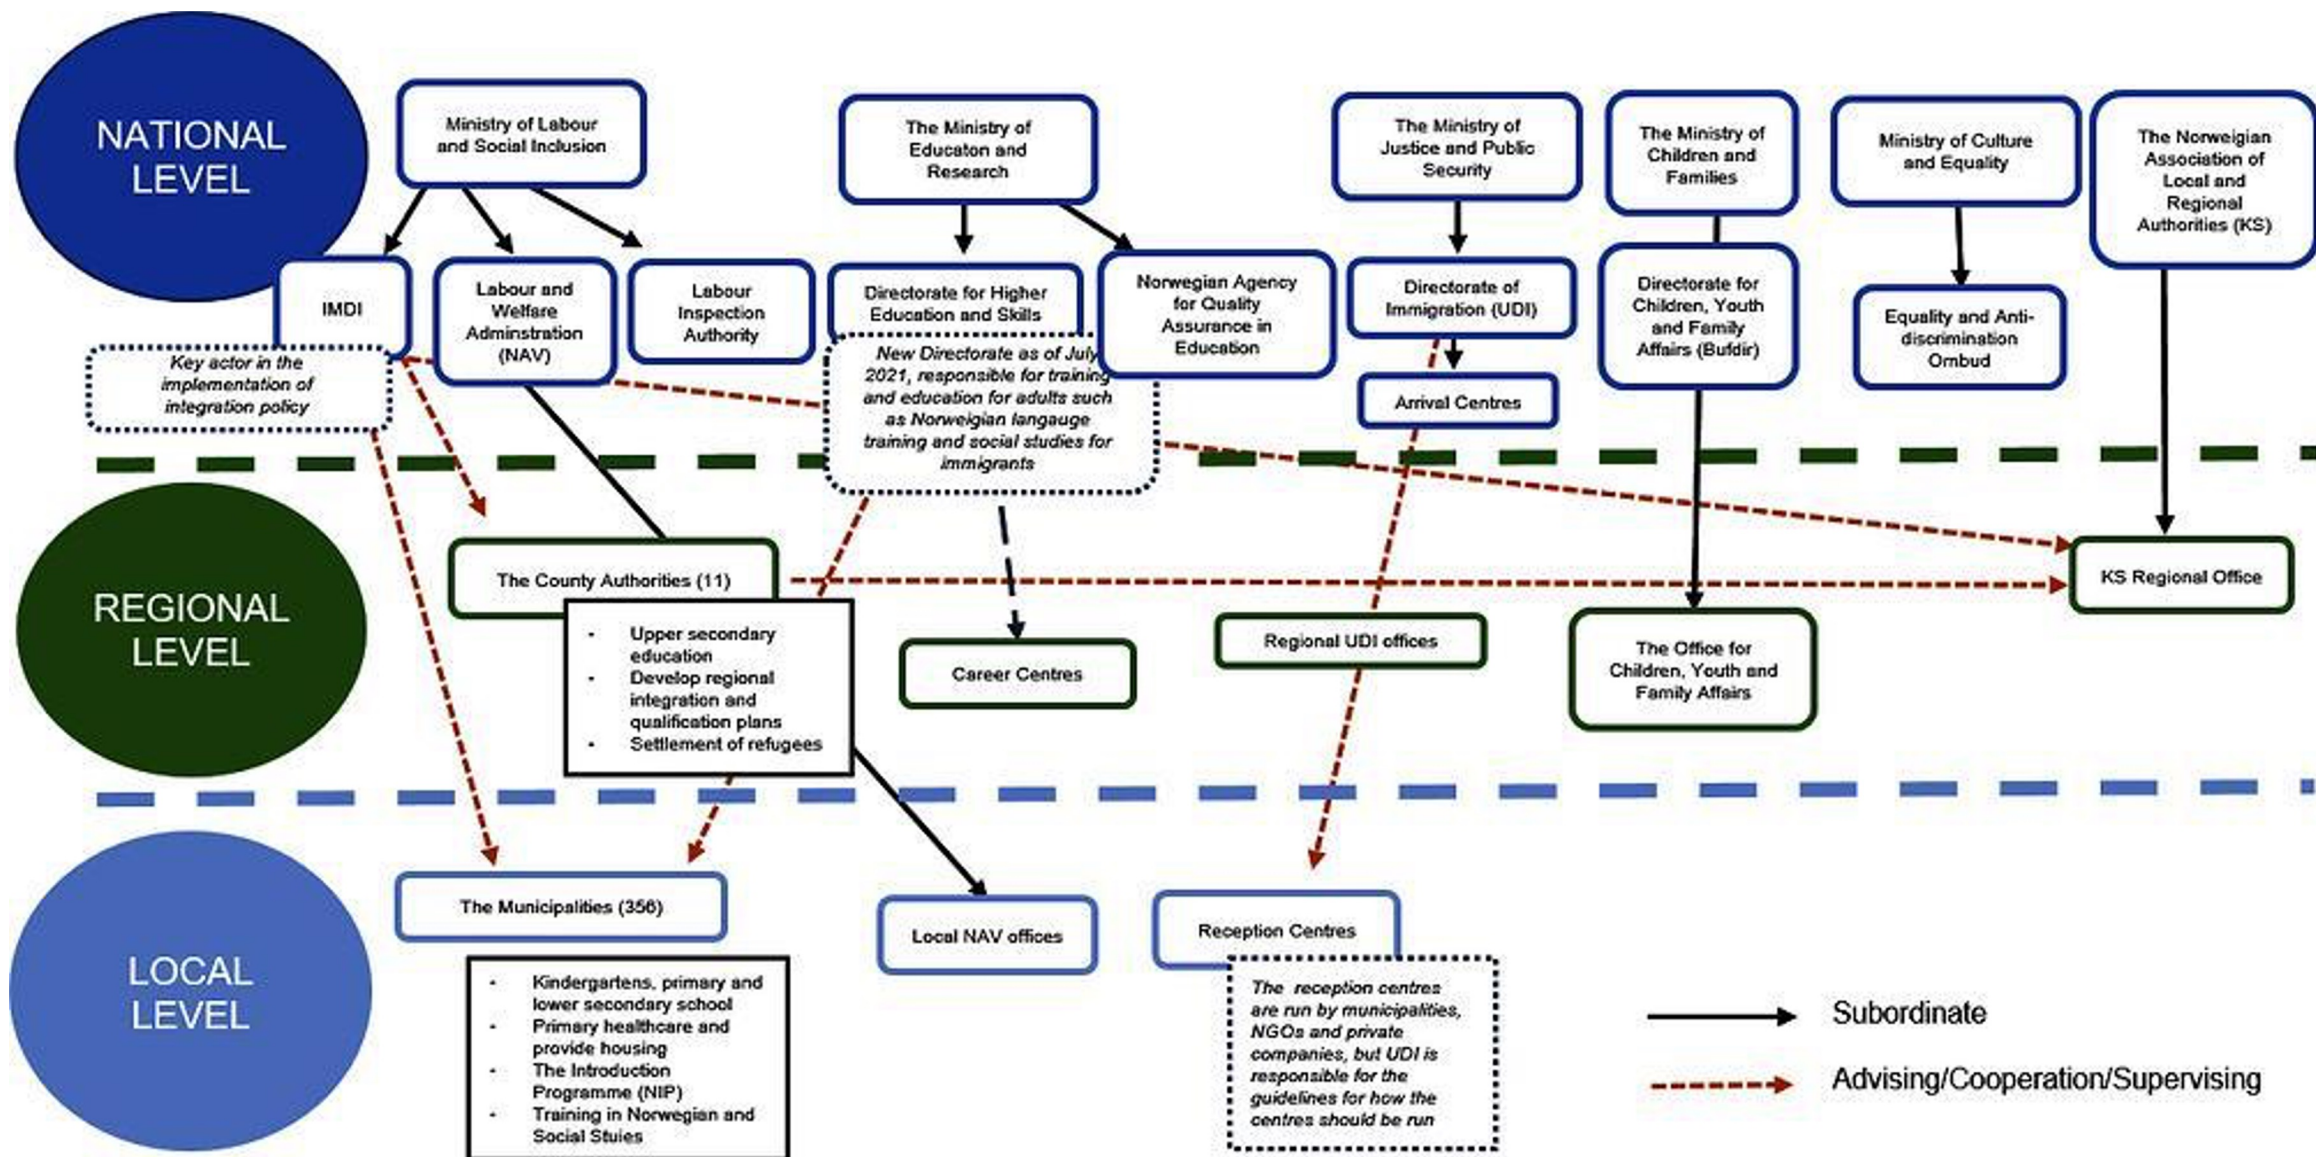 NATIONAL
LEVEL
Ministry of Labour
and Social Inclusion
The Ministry of
Educaton and
Research
The Ministry of
Justice and Public
Security
The Ministry of
Children and
Families
Ministry of Culture
and Equality
The Norweigian
Association of
Local and
Regional
Authorities (KS)
IMDI
Labour and
Welfare
Adminstration
(NAV)
Labour
Inspection
Authority
Directorate for Higher
Education and Skills
Norwegian Agency
for Quality
Assurance in
Education
Directorate of
Immigration (UDI)
Directorate for
Children, Youth
and Family
Affairs (Bufdir)
Equality and Anti-
discrimination
Ombud
Key actor in the
implementation of
integration policy
New Directorate as of July
2021, responsible for training
and education for adults such
as Norweigian langauge
training and social studies for
immigrants
Arrival Centres
REGIONAL
LEVEL
The County Authorities (11)
- Upper secondary
education
- Develop regional
integration and
qualification plans
- Settlement of refugees
Career Centres
Regional UDI offices
The Office for
Children, Youth and
Family Affairs
KS Regional Office
LOCAL
LEVEL
The Municipalities (356)
- Kindergartens, primary and
lower secondary school
- Primary healthcare and
provide housing
- The Introduction
Programme (NIP)
- Training in Norwegian and
Social Stuies
Local NAV offices
Reception Centres
The reception centres
are run by municipalities,
NGOs and private
companies, but UDI is
responsible for the
guidelines for how the
centres should be run
Subordinate
Advising/Cooperation/Supervising